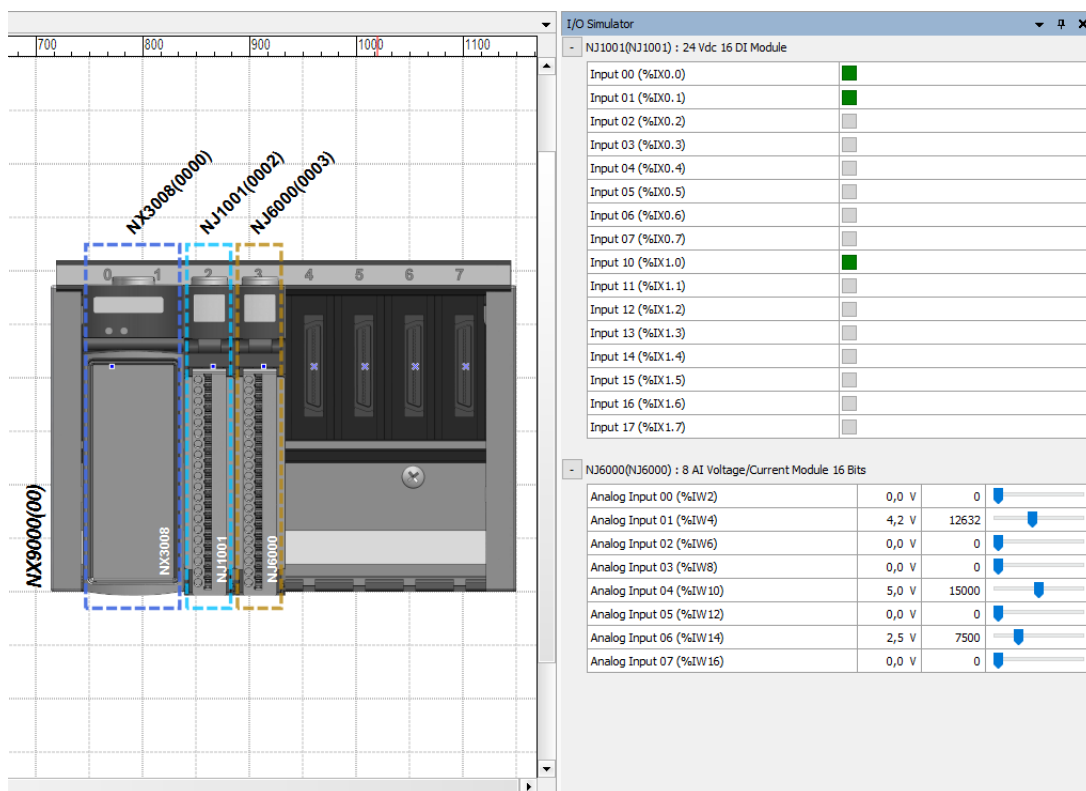 700 800 900 1000 1100
NX3008(0000)
NJ1001(0002)
NJ6000(0003)
0 1 2 3 4 5 6 7
NX9000(00)
NX3008
NJ1001
NJ6000
I/O Simulator
- NJ1001(NJ1001) : 24 Vdc 16 DI Module
Input 00 (%IX0.0)
Input 01 (%IX0.1)
Input 02 (%IX0.2)
Input 03 (%IX0.3)
Input 04 (%IX0.4)
Input 05 (%IX0.5)
Input 06 (%IX0.6)
Input 07 (%IX0.7)
Input 10 (%IX1.0)
Input 11 (%IX1.1)
Input 12 (%IX1.2)
Input 13 (%IX1.3)
Input 14 (%IX1.4)
Input 15 (%IX1.5)
Input 16 (%IX1.6)
Input 17 (%IX1.7)
- NJ6000(NJ6000) : 8 AI Voltage/Current Module 16 Bits
Analog Input 00 (%IW2) 0,0 V 0
Analog Input 01 (%IW4) 4,2 V 12632
Analog Input 02 (%IW6) 0,0 V 0
Analog Input 03 (%IW8) 0,0 V 0
Analog Input 04 (%IW10) 5,0 V 15000
Analog Input 05 (%IW12) 0,0 V 0
Analog Input 06 (%IW14) 2,5 V 7500
Analog Input 07 (%IW16) 0,0 V 0